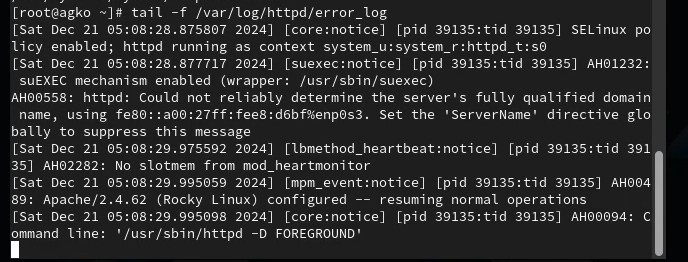 [root@agko ~]# tail -f /var/log/httpd/error_log
[Sat Dec 21 05:08:28.875807 2024] [core:notice] [pid 39135:tid 39135] SELinux po
licy enabled; httpd running as context system_u:system_r:httpd_t:s0
[Sat Dec 21 05:08:28.877717 2024] [suexec:notice] [pid 39135:tid 39135] AH01232:
 suEXEC mechanism enabled (wrapper: /usr/sbin/suexec)
AH00558: httpd: Could not reliably determine the server's fully qualified domain
 name, using fe80::a00:27ff:fee8:d6bf%enp0s3. Set the 'ServerName' directive glo
bally to suppress this message
[Sat Dec 21 05:08:29.975592 2024] [lbmethod_heartbeat:notice] [pid 39135:tid 391
35] AH02282: No slotmem from mod_heartmonitor
[Sat Dec 21 05:08:29.995059 2024] [mpm_event:notice] [pid 39135:tid 39135] AH004
89: Apache/2.4.62 (Rocky Linux) configured -- resuming normal operations
[Sat Dec 21 05:08:29.995098 2024] [core:notice] [pid 39135:tid 39135] AH00094: C
ommand line: '/usr/sbin/httpd -D FOREGROUND'